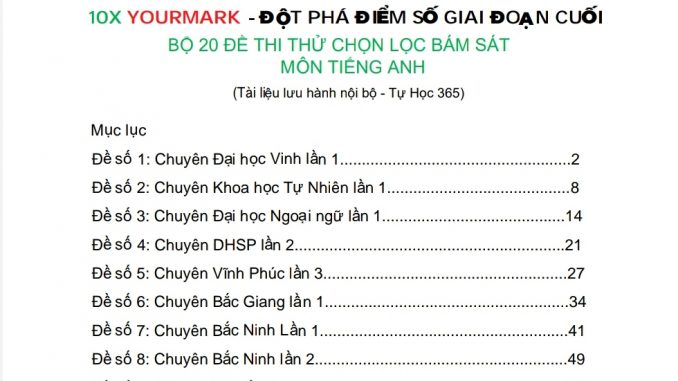 10X YOURMARK - ĐỘT PHÁ ĐIỂM SỐ GIAI ĐOẠN CUỐI
BỘ 20 ĐỀ THI THỬ CHỌN LỌC BÁM SÁT
MÔN TIẾNG ANH
(Tài liệu lưu hành nội bộ - Tự Học 365)
Mục lục
Đề số 1: Chuyên Đại học Vinh lần 1..................................................2
Đề số 2: Chuyên Khoa học Tự Nhiên lần 1.........................................8
Đề số 3: Chuyên Đại học Ngoại ngữ lần 1.........................................14
Đề số 4: Chuyên DHSP lần 2............................................................21
Đề số 5: Chuyên Vĩnh Phúc lần 3......................................................27
Đề số 6: Chuyên Bắc Giang lần 1......................................................34
Đề số 7: Chuyên Bắc Ninh Lần 1.......................................................41
Đề số 8: Chuyên Bắc Ninh lần 2........................................................49